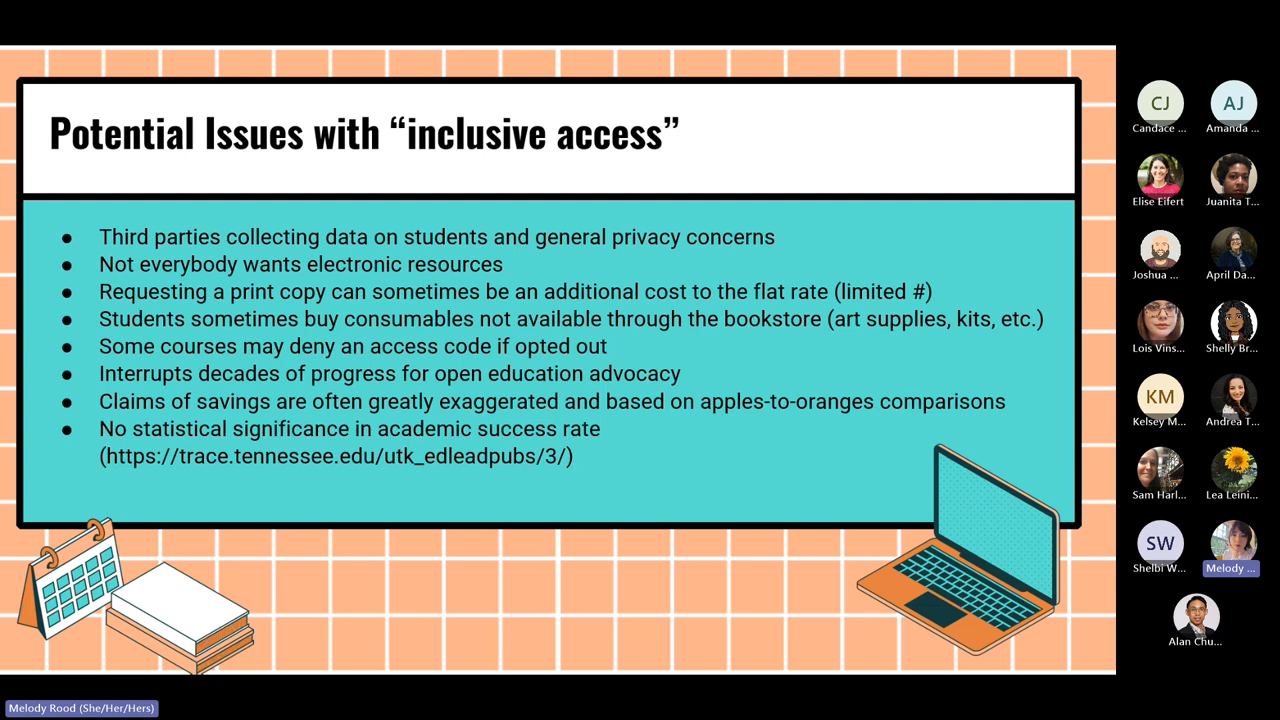 Potential Issues with “inclusive access”
● Third parties collecting data on students and general privacy concerns
● Not everybody wants electronic resources
● Requesting a print copy can sometimes be an additional cost to the flat rate (limited #)
● Students sometimes buy consumables not available through the bookstore (art supplies, kits, etc.)
● Some courses may deny an access code if opted out
● Interrupts decades of progress for open education advocacy
● Claims of savings are often greatly exaggerated and based on apples-to-oranges comparisons
● No statistical significance in academic success rate
(https://trace.tennessee.edu/utk_edleadpubs/3/)
CJ
Candace ...
AJ
Amanda ...
Elise Eifert
Juanita T...
Joshua ...
April Da...
Lois Vins...
Shelly Br...
KM
Kelsey M...
Andrea T...
Sam Harl...
Lea Leini...
SW
Shelbi W...
Melody ...
Alan Chu...
Melody Rood (She/Her/Hers)